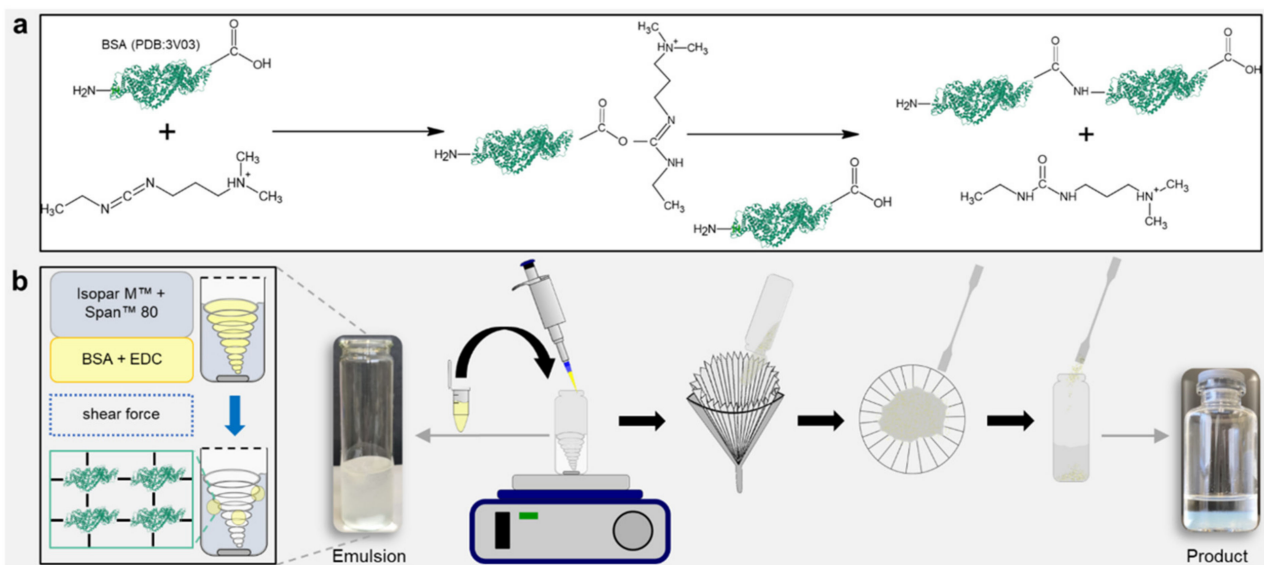 a
BSA (PDB:3V03)
O
C
OH
H₂N
+
H₃C
N
C
N
CH₃
HN⁺
CH₃
H₃C
HN⁺
CH₃
N
O
C
O
C
NH
CH₃
H₂N
O
C
OH
H₂N
O
C
NH
O
C
OH
H₂N
+
H₃C
NH
O
C
NH
HN⁺
CH₃
CH₃
b
Isopar M™ +
Span™ 80
BSA + EDC
shear force
Emulsion
Product